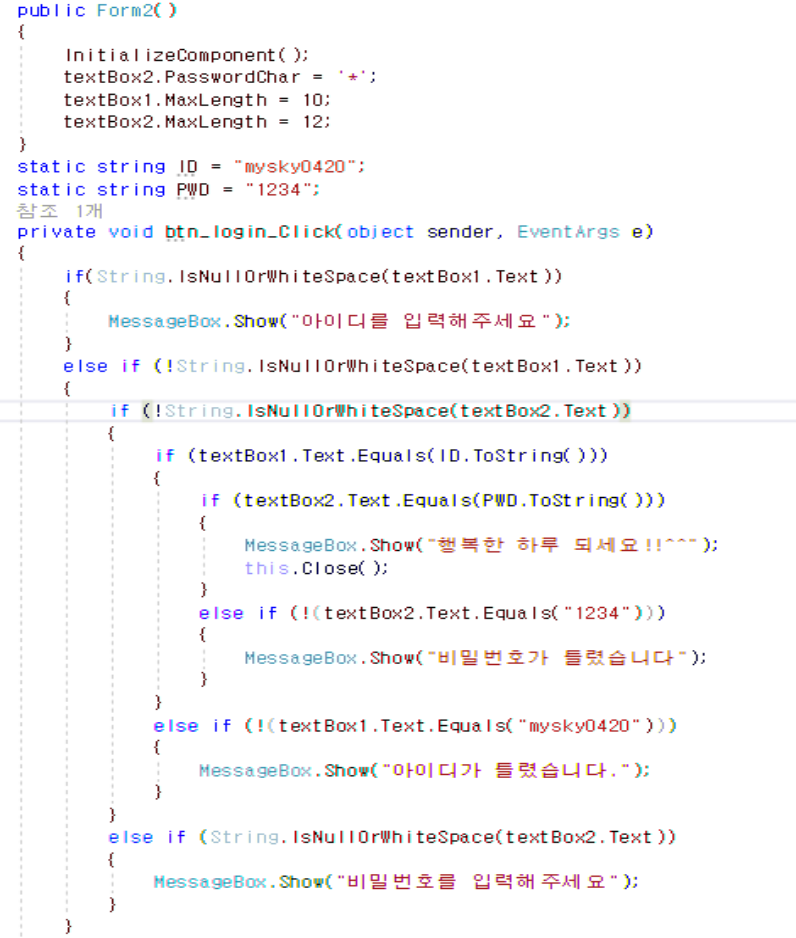 public Form2()
{
InitializeComponent();
textBox2.PasswordChar = '*';
textBox1.MaxLength = 10;
textBox2.MaxLength = 12;
}
static string ID = "mysky0420";
static string PWD = "1234";
참조 1개
private void btn_login_Click(object sender, EventArgs e)
{
if(String.IsNullOrWhiteSpace(textBox1.Text))
{
MessageBox.Show("아이디를 입력해주세요");
}
else if (!String.IsNullOrWhiteSpace(textBox1.Text))
{
if (!String.IsNullOrWhiteSpace(textBox2.Text))
{
if (textBox1.Text.Equals(ID.ToString()))
{
if (textBox2.Text.Equals(PWD.ToString()))
{
MessageBox.Show("행복한 하루 되세요!!^^");
this.Close();
}
else if (!(textBox2.Text.Equals("1234")))
{
MessageBox.Show("비밀번호가 틀렸습니다");
}
}
else if (!(textBox1.Text.Equals("mysky0420")))
{
MessageBox.Show("아이디가 틀렸습니다.");
}
}
else if (String.IsNullOrWhiteSpace(textBox2.Text))
{
MessageBox.Show("비밀번호를 입력해주세요");
}
}